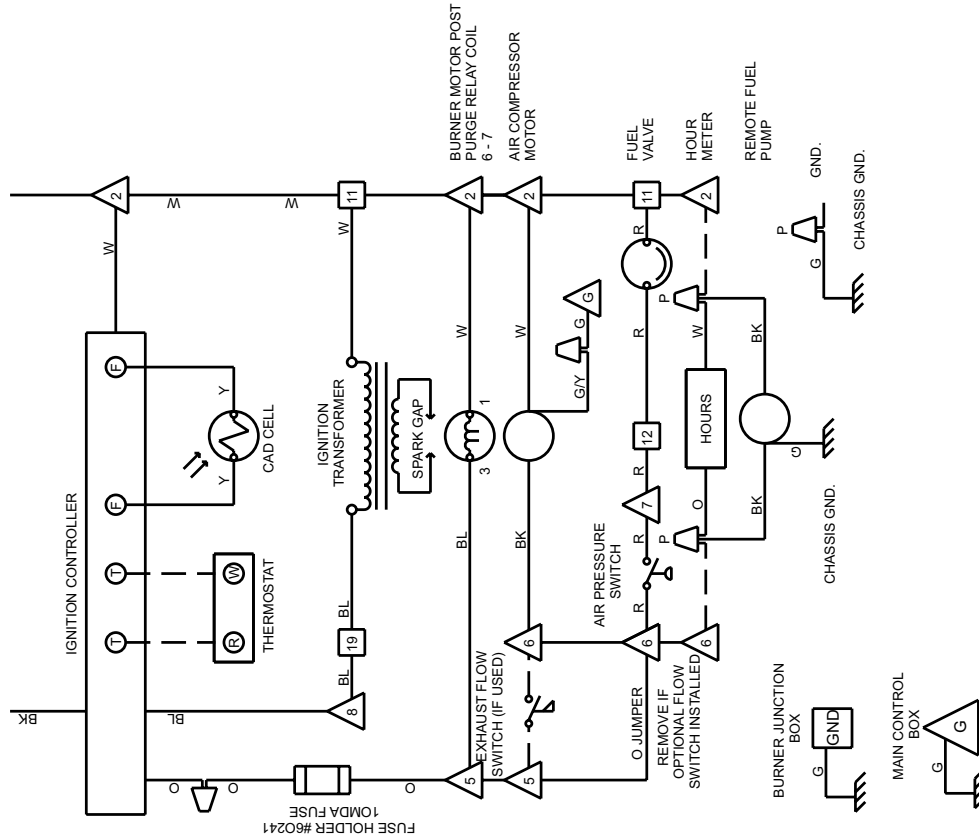 BK
W
2
W
W
IGNITION CONTROLLER
T
T
F
F
Y
Y
CAD CELL
R
W
THERMOSTAT
O
O
FUSE HOLDER #6O241
1OMDA FUSE
O
BL
8
BL
19
BL
IGNITION
TRANSFORMER
SPARK GAP
W
11
5
BL
3
1
W
2
BURNER MOTOR POST
PURGE RELAY COIL
6 - 7
EXHAUST FLOW
SWITCH (IF USED)
5
6
BK
W
2
AIR COMPRESSOR
MOTOR
G/Y
G
G
O JUMPER
REMOVE IF
OPTIONAL FLOW
SWITCH INSTALLED
AIR PRESSURE
SWITCH
6
R
R
7
R
12
R
R
11
FUEL
VALVE
6
P
O
HOURS
W
P
2
HOUR
METER
BK
BK
G
CHASSIS GND.
REMOTE FUEL
PUMP
P
GND.
G
CHASSIS GND.
BURNER JUNCTION
BOX
GND
G
MAIN CONTROL
BOX
G
G